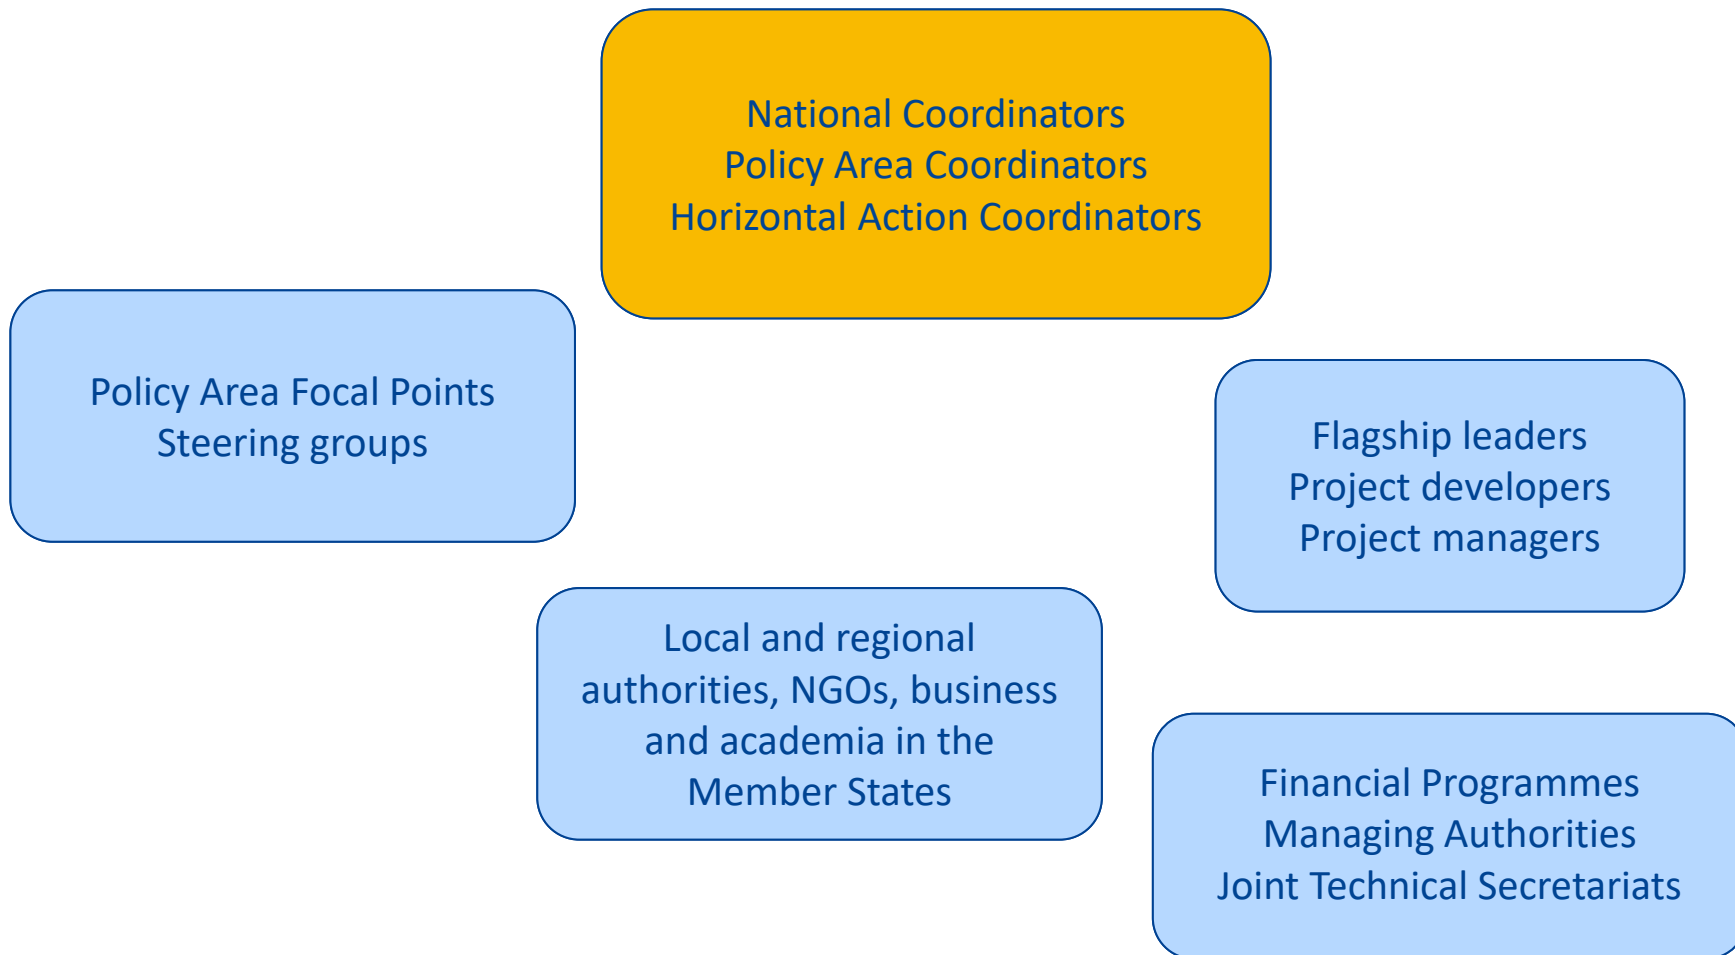 National Coordinators
Policy Area Coordinators
Horizontal Action Coordinators
Policy Area Focal Points
Steering groups
Flagship leaders
Project developers
Project managers
Local and regional
authorities, NGOs, business
and academia in the
Member States
Financial Programmes
Managing Authorities
Joint Technical Secretariats